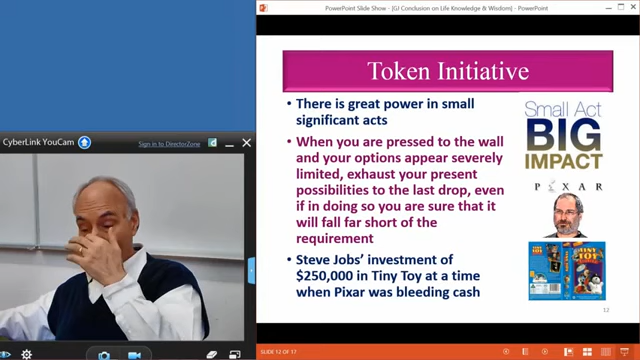 PowerPoint Slide Show - [GI Conclusion on Life Knowledge & Wisdom] - PowerPoint
CyberLink YouCam
Sign in to DirectorZone
Token Initiative
• There is great power in small
significant acts
• When you are pressed to the wall
and your options appear severely
limited, exhaust your present
possibilities to the last drop, even
if in doing so you are sure that it
will fall far short of the
requirement
• Steve Jobs’ investment of
$250,000 in Tiny Toy at a time
when Pixar was bleeding cash
Small Act
BIG
IMPACT
PIXAR
TINY
TOY
12
SLIDE 12 OF 17